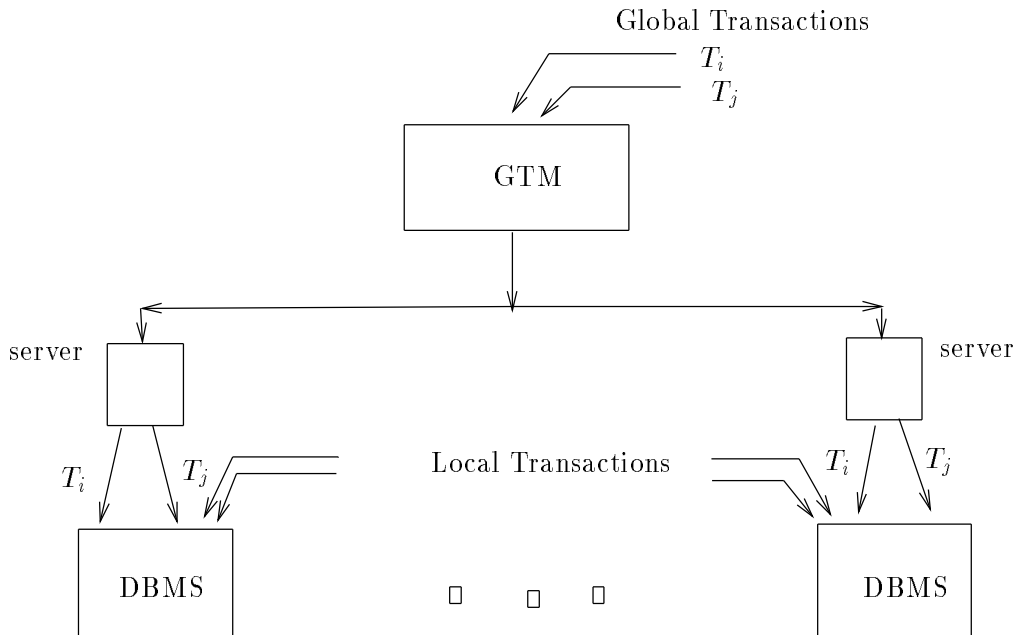 Global Transactions
T_i
T_j
GTM
server
server
T_i
T_j
Local Transactions
T_i
T_j
DBMS
DBMS